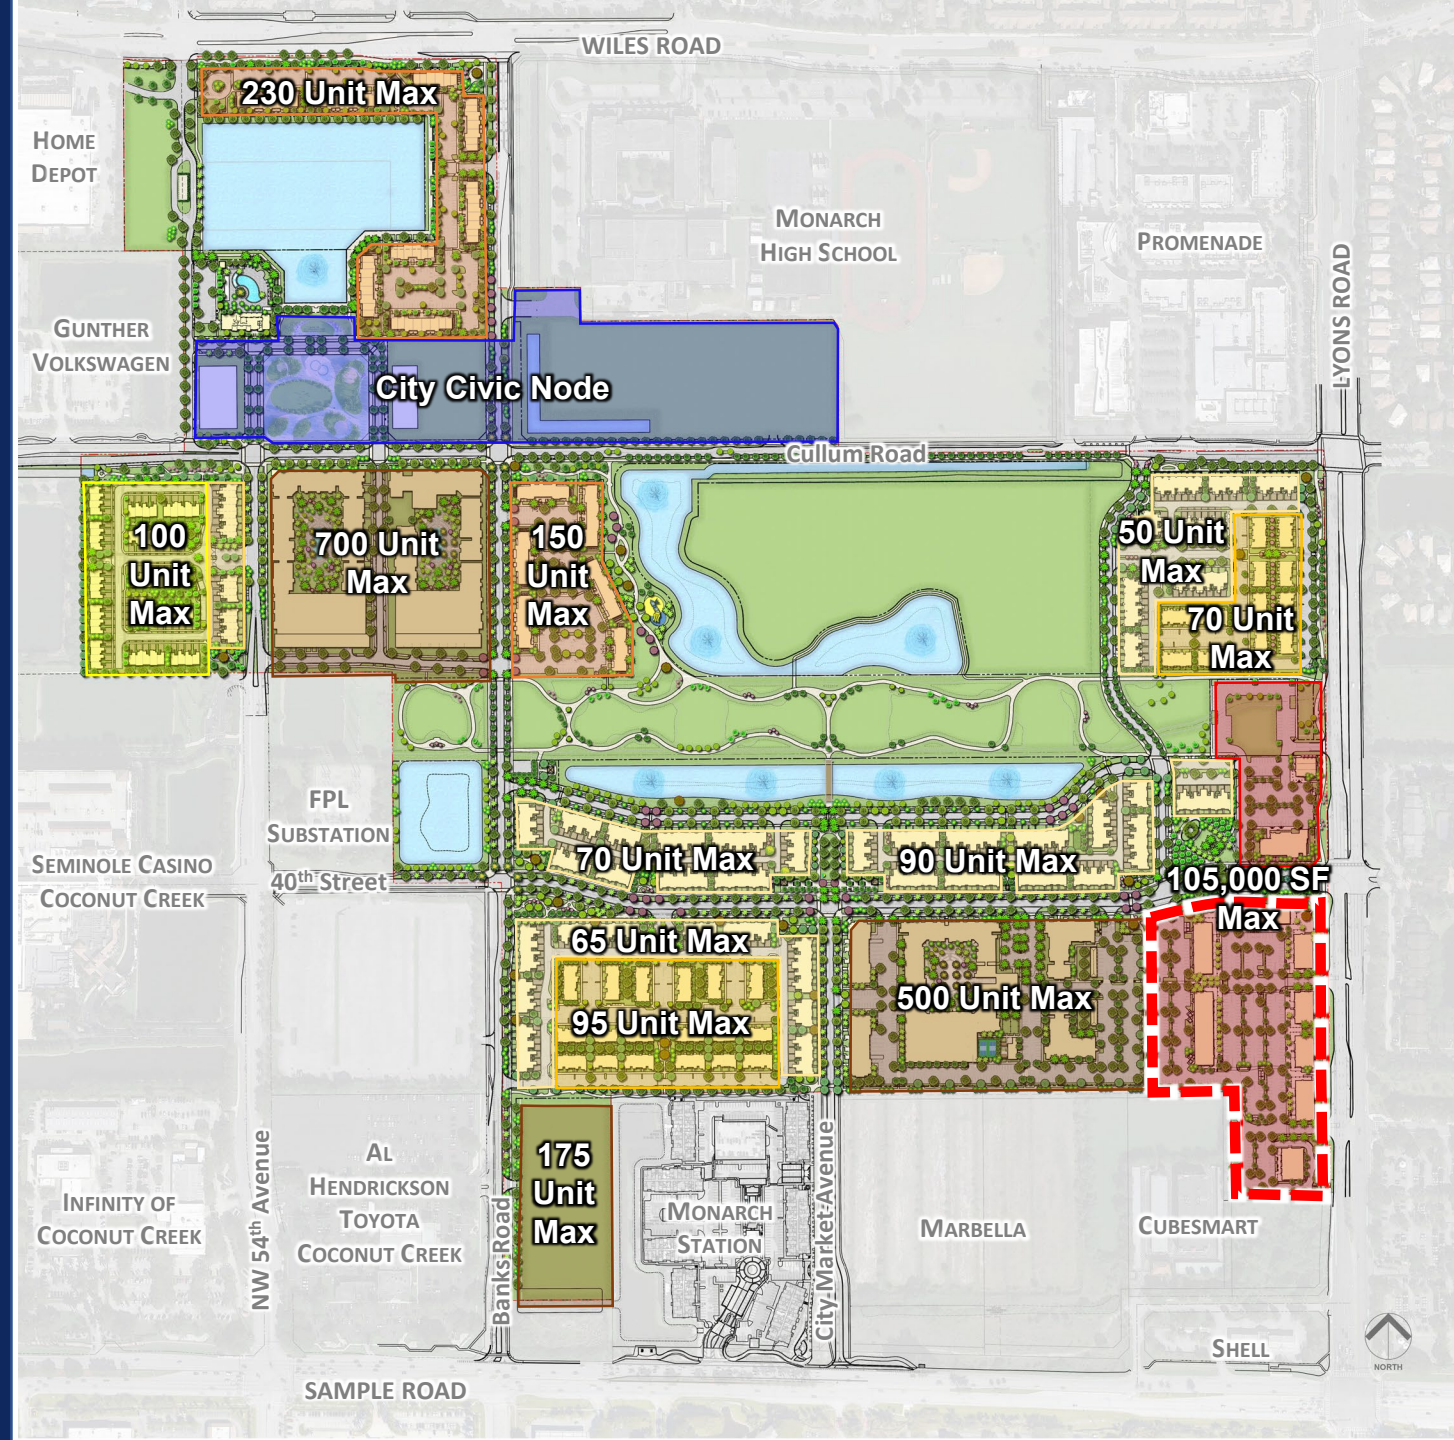 WILES ROAD
230 Unit Max
HOME
DEPOT
MONARCH
HIGH SCHOOL
PROMENADE
LYONS ROAD
GUNTHER
VOLKSWAGEN
City Civic Node
Cullum Road
100
Unit
Max
700 Unit
Max
150
Unit
Max
50 Unit
Max
70 Unit
Max
FPL
SUBSTATION
40th Street
SEMINOLE CASINO
COCONUT CREEK
70 Unit Max
90 Unit Max
105,000 SF
Max
65 Unit Max
95 Unit Max
500 Unit Max
175
Unit
Max
NW 54th Avenue
AL
HENDRICKSON
TOYOTA
COCONUT CREEK
INFINITY OF
COCONUT CREEK
Banks Road
MONARCH
STATION
City Market Avenue
MARBELLA
CUBESMART
SHELL
NORTH
SAMPLE ROAD